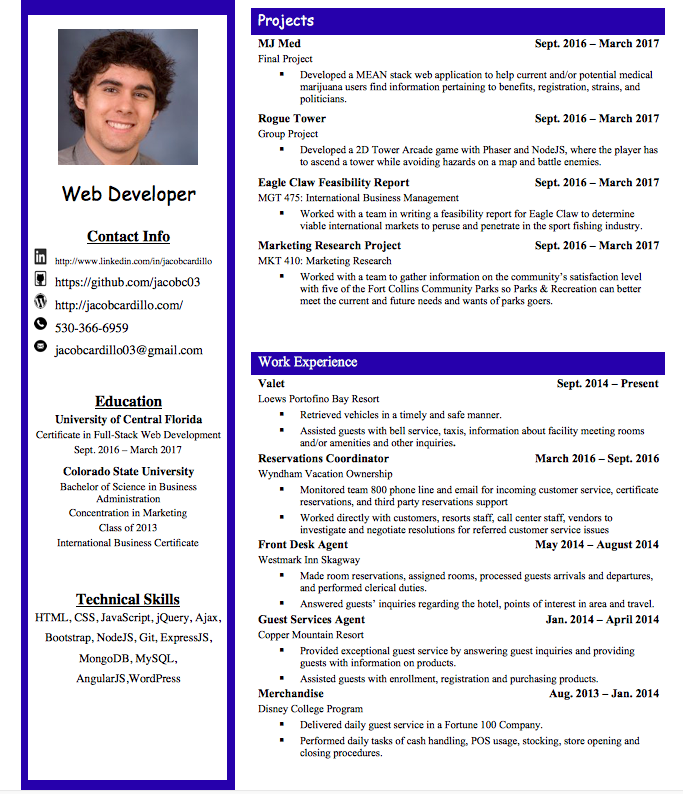 Web Developer
Contact Info
http://www.linkedin.com/in/jacobcardillo
https://github.com/jacobc03
http://jacobcardillo.com/
530-366-6959
jacobcardillo03@gmail.com
Education
University of Central Florida
Certificate in Full-Stack Web Development
Sept. 2016 – March 2017
Colorado State University
Bachelor of Science in Business
Administration
Concentration in Marketing
Class of 2013
International Business Certificate
Technical Skills
HTML, CSS, JavaScript, jQuery, Ajax,
Bootstrap, NodeJS, Git, ExpressJS,
MongoDB, MySQL,
AngularJS,WordPress
Projects
MJ Med Sept. 2016 – March 2017
Final Project
▪ Developed a MEAN stack web application to help current and/or potential medical
marijuana users find information pertaining to benefits, registration, strains, and
politicians.
Rogue Tower Sept. 2016 – March 2017
Group Project
▪ Developed a 2D Tower Arcade game with Phaser and NodeJS, where the player has
to ascend a tower while avoiding hazards on a map and battle enemies.
Eagle Claw Feasibility Report Sept. 2016 – March 2017
MGT 475: International Business Management
▪ Worked with a team in writing a feasibility report for Eagle Claw to determine
viable international markets to peruse and penetrate in the sport fishing industry.
Marketing Research Project Sept. 2016 – March 2017
MKT 410: Marketing Research
▪ Worked with a team to gather information on the community's satisfaction level
with five of the Fort Collins Community Parks so Parks & Recreation can better
meet the current and future needs and wants of parks goers.
Work Experience
Valet Sept. 2014 – Present
Loews Portofino Bay Resort
▪ Retrieved vehicles in a timely and safe manner.
▪ Assisted guests with bell service, taxis, information about facility meeting rooms
and/or amenities and other inquiries.
Reservations Coordinator March 2016 – Sept. 2016
Wyndham Vacation Ownership
▪ Monitored team 800 phone line and email for incoming customer service, certificate
reservations, and third party reservations support
▪ Worked directly with customers, resorts staff, call center staff, vendors to
investigate and negotiate resolutions for referred customer service issues
Front Desk Agent May 2014 – August 2014
Westmark Inn Skagway
▪ Made room reservations, assigned rooms, processed guests arrivals and departures,
and performed clerical duties.
▪ Answered guests' inquiries regarding the hotel, points of interest in area and travel.
Guest Services Agent Jan. 2014 – April 2014
Copper Mountain Resort
▪ Provided exceptional guest service by answering guest inquiries and providing
guests with information on products.
▪ Assisted guests with enrollment, registration and purchasing products.
Merchandise Aug. 2013 – Jan. 2014
Disney College Program
▪ Delivered daily guest service in a Fortune 100 Company.
▪ Performed daily tasks of cash handling, POS usage, stocking, store opening and
closing procedures.